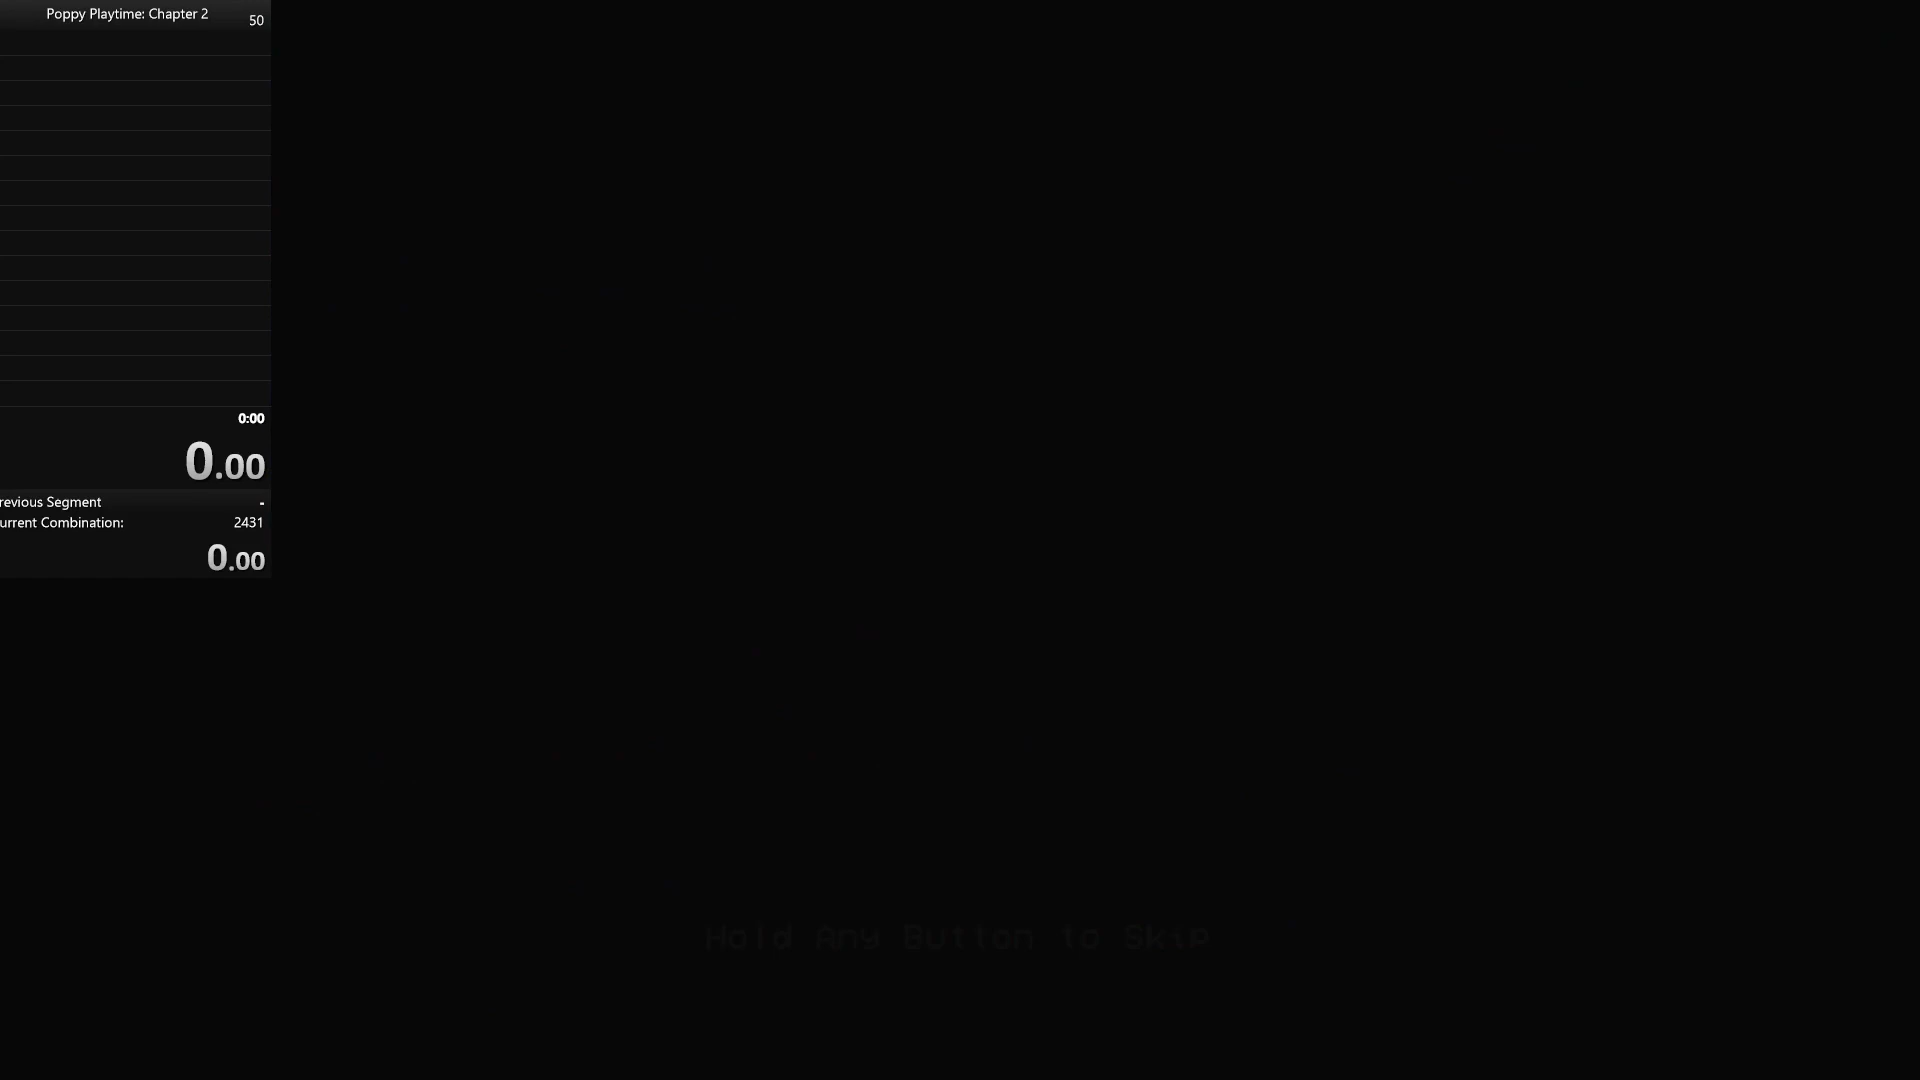 Poppy Playtime: Chapter 2
50
0:00
0.00
revious Segment -
urrent Combination: 2431
0.00
Hold Any Button to Skip